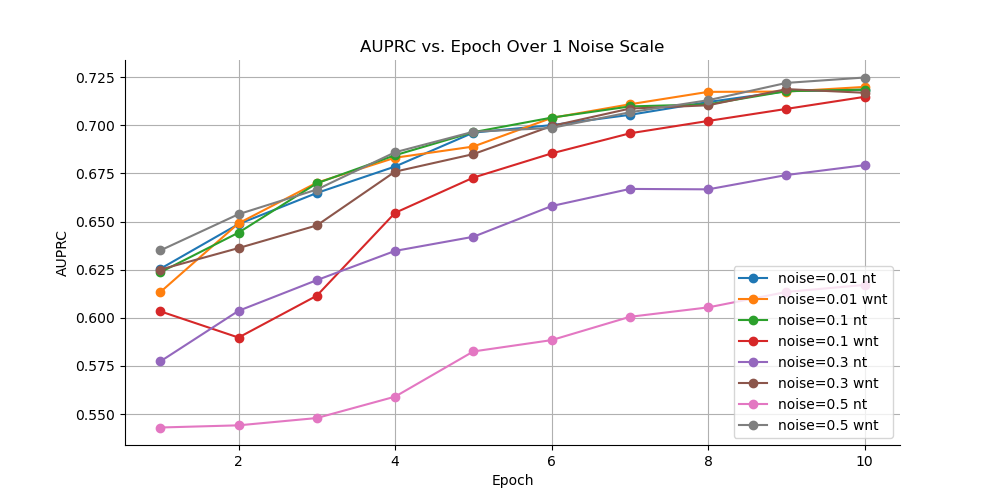 AUPRC vs. Epoch Over 1 Noise Scale
AUPRC
0.725
0.700
0.675
0.650
0.625
0.600
0.575
0.550
2
4
6
8
10
Epoch
noise=0.01 nt
noise=0.01 wnt
noise=0.1 nt
noise=0.1 wnt
noise=0.3 nt
noise=0.3 wnt
noise=0.5 nt
noise=0.5 wnt